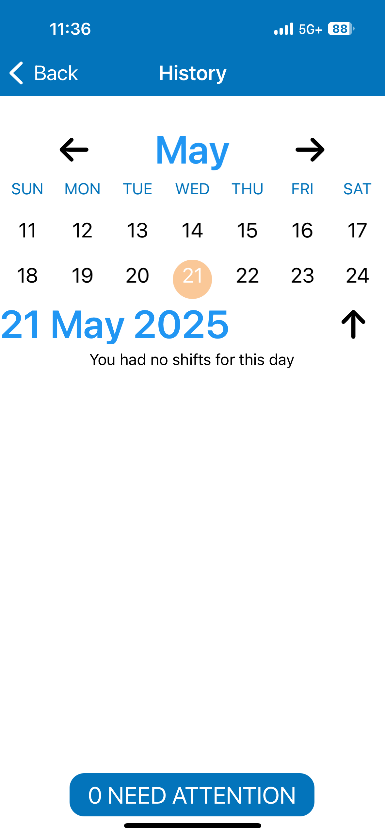 11:36 5G+ 88
Back History
May
SUN MON TUE WED THU FRI SAT
11 12 13 14 15 16 17
18 19 20 21 22 23 24
21 May 2025
You had no shifts for this day
0 NEED ATTENTION